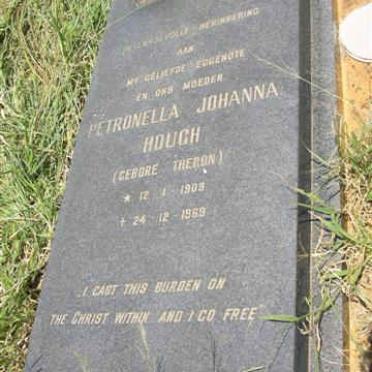 IN LIEFDEVOLLE HERINNERING
AAN
MY GELIEFDE EGGENOTE
EN ONS MOEDER
PETRONELLA JOHANNA
HOUGH
(GEBORE THERON)
* 12 - 1 - 1909
+ 24 - 12 - 1969
"I CAST THIS BURDEN ON
THE CHRIST WITHIN AND I GO FREE"